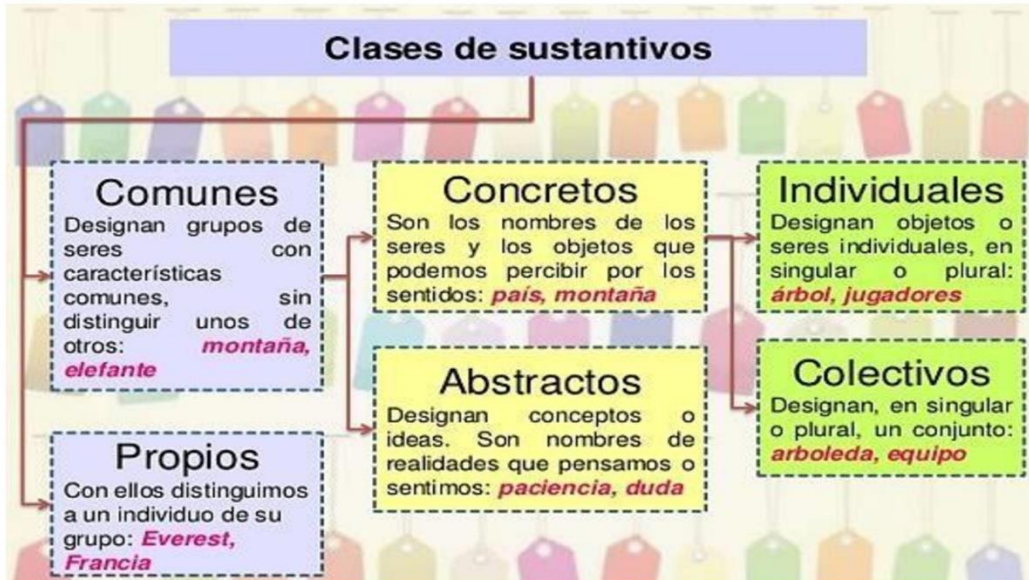 Clases de sustantivos
Comunes
Designan grupos de
seres con
características
comunes, sin
distinguir unos de
otros: montaña,
elefante
Propios
Con ellos distinguimos
a un individuo de su
grupo: Everest,
Francia
Concretos
Son los nombres de los
seres y los objetos que
podemos percibir por los
sentidos: país, montaña
Abstractos
Designan conceptos o
ideas. Son nombres de
realidades que pensamos o
sentimos: paciencia, duda
Individuales
Designan objetos o
seres individuales, en
singular o plural:
árbol, jugadores
Colectivos
Designan, en singular
o plural, un conjunto:
arboleda, equipo